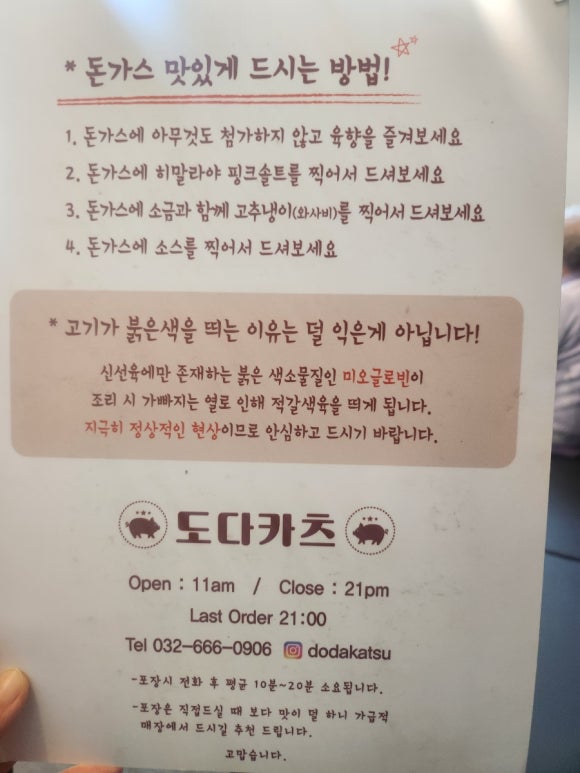 * 돈가스 맛있게 드시는 방법!
1. 돈가스에 아무것도 첨가하지 않고 육향을 즐겨보세요
2. 돈가스에 히말라야 핑크솔트를 찍어서 드셔보세요
3. 돈가스에 소금과 함께 고추냉이(와사비)를 찍어서 드셔보세요
4. 돈가스에 소스를 찍어서 드셔보세요
* 고기가 붉은색을 띄는 이유는 덜 익은게 아닙니다!
신선육에만 존재하는 붉은 색소물질인 미오글로빈이
조리 시 가빠지는 열로 인해 적갈색육을 띄게 됩니다.
지극히 정상적인 현상이므로 안심하고 드시기 바랍니다.
도다카츠
Open : 11am / Close : 21pm
Last Order 21:00
Tel 032-666-0906 dodakatsu
-포장시 전화 후 평균 10분~20분 소요됩니다.
-포장은 직접드실 때 보다 맛이 덜 하니 가급적
매장에서 드시길 추천 드립니다.
고맙습니다.